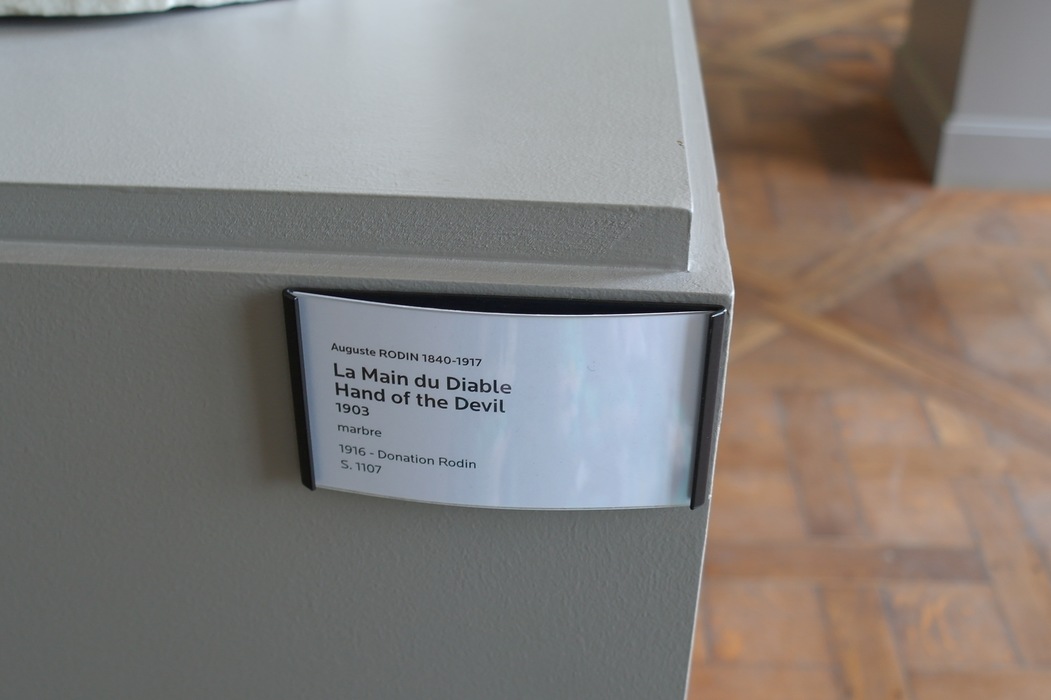 Auguste RODIN 1840-1917
La Main du Diable
Hand of the Devil
1903
marbre
1916 - Donation Rodin
S. 1107